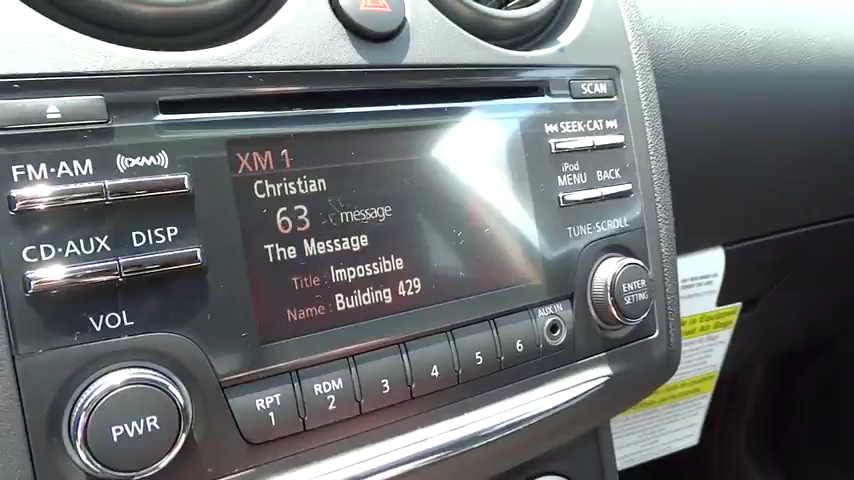 SCAN
SEEK·CAT
FM·AM
XM
XM 1
Christian
iPod
MENU
BACK
63
message
CD·AUX
DISP
The Message
TUNE·SCROLL
Title : Impossible
Name : Building 429
ENTER
SETTING
VOL
AUX IN
RPT
1
RDM
2
3
4
5
6
PWR